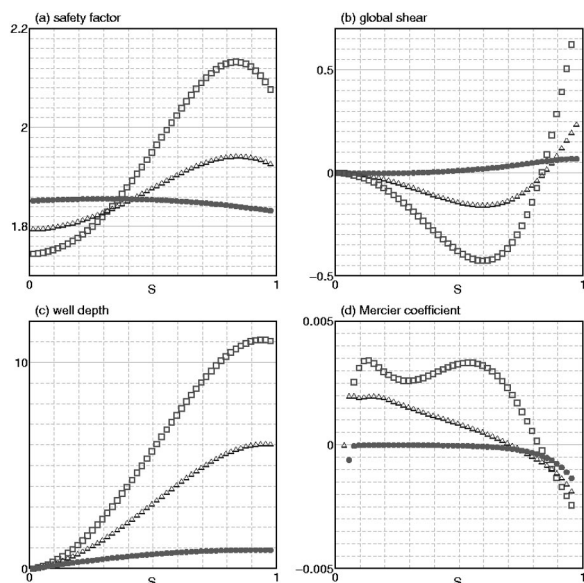 (a) safety factor
2.2
2
1.8
0
S
1
(b) global shear
0.5
0
−0.5
S
1
(c) well depth
10
0
0
S
1
(d) Mercier coefficient
0.005
0
−0.005
0
S
1